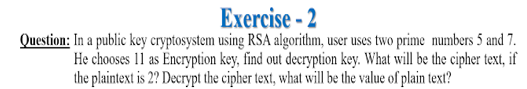 Exercise - 2
Question: In a public key cryptosystem using RSA algorithm, user uses two prime numbers 5 and 7.
He chooses 11 as Encryption key, find out decryption key. What will be the cipher text, if
the plaintext is 2? Decrypt the cipher text, what will be the value of plain text?